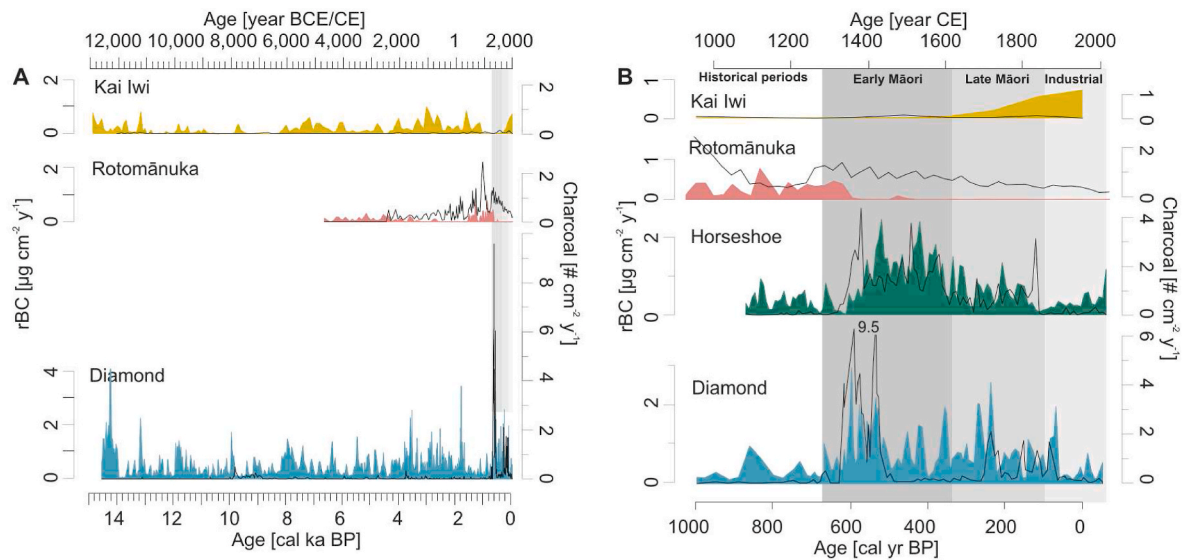 Age [year BCE/CE]
12,000 10,000 8,000 6,000 4,000 2,000 1 2,000
A
Kai Iwi
2
0
2
0
Rotomānuka
2
0
2
0
Diamond
4
2
0
8
6
4
2
0
rBC [µg cm⁻² y⁻¹]
Charcoal [# cm⁻² y⁻¹]
14 12 10 8 6 4 2 0
Age [cal ka BP]
Age [year CE]
1000 1200 1400 1600 1800 2000
B
Historical periods Early Māori Late Māori Industrial
Kai Iwi
1
0
1
0
Rotomānuka
1
0
2
0
Horseshoe
2
0
4
2
0
9.5
Diamond
2
0
6
4
2
0
rBC [µg cm⁻² y⁻¹]
Charcoal [# cm⁻² y⁻¹]
1000 800 600 400 200 0
Age [cal yr BP]